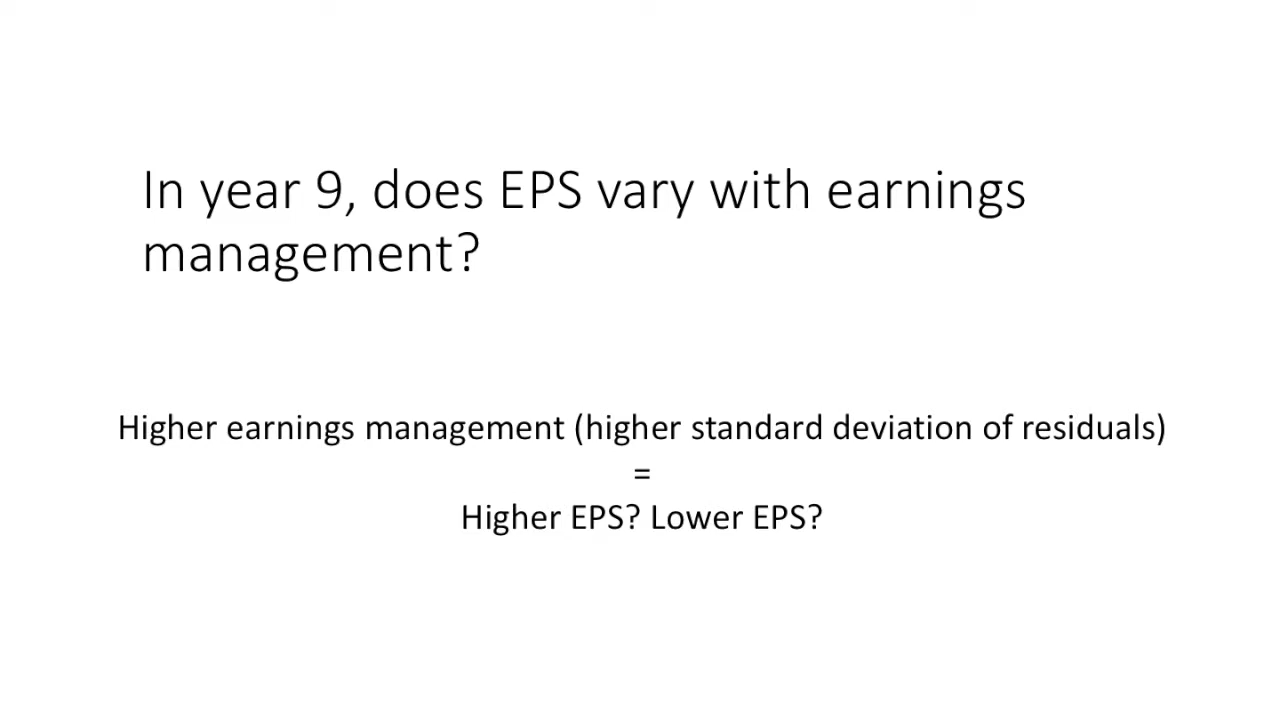 In year 9, does EPS vary with earnings
management?
Higher earnings management (higher standard deviation of residuals)
=
Higher EPS? Lower EPS?